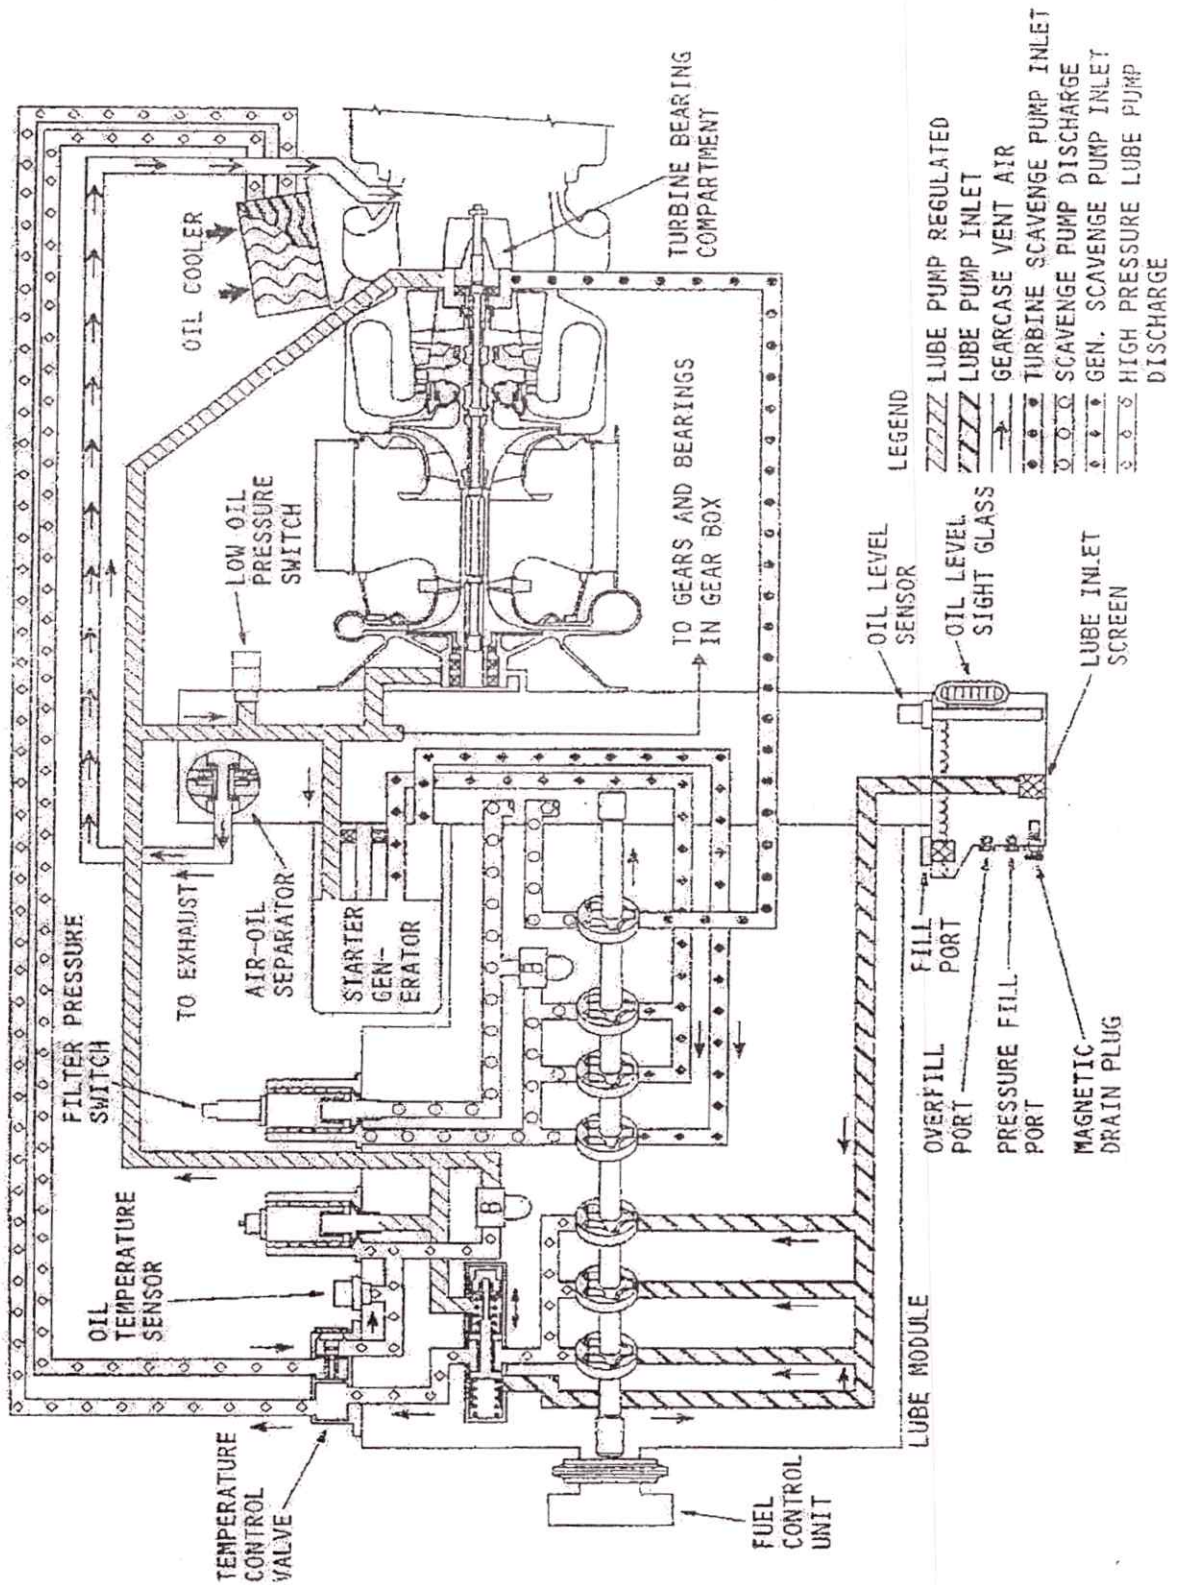 TEMPERATURE
CONTROL
VALVE
OIL
TEMPERATURE
SENSOR
FILTER PRESSURE
SWITCH
TO EXHAUST
AIR-OIL
SEPARATOR
LOW OIL
PRESSURE
SWITCH
OIL COOLER
STARTER
GEN-
ERATOR
B
B
TURBINE BEARING
COMPARTMENT
TO GEARS AND BEARINGS
IN GEAR BOX
FUEL
CONTROL
UNIT
LUBE MODULE
OVERFILL
PORT
PRESSURE FILL
PORT
MAGNETIC
DRAIN PLUG
FILL
PORT
OIL LEVEL
SENSOR
OIL LEVEL
SIGHT GLASS
LUBE INLET
SCREEN
LEGEND
LUBE PUMP REGULATED
LUBE PUMP INLET
GEARCASE VENT AIR
TURBINE SCAVENGE PUMP INLET
SCAVENGE PUMP DISCHARGE
GEN. SCAVENGE PUMP INLET
HIGH PRESSURE LUBE PUMP
DISCHARGE